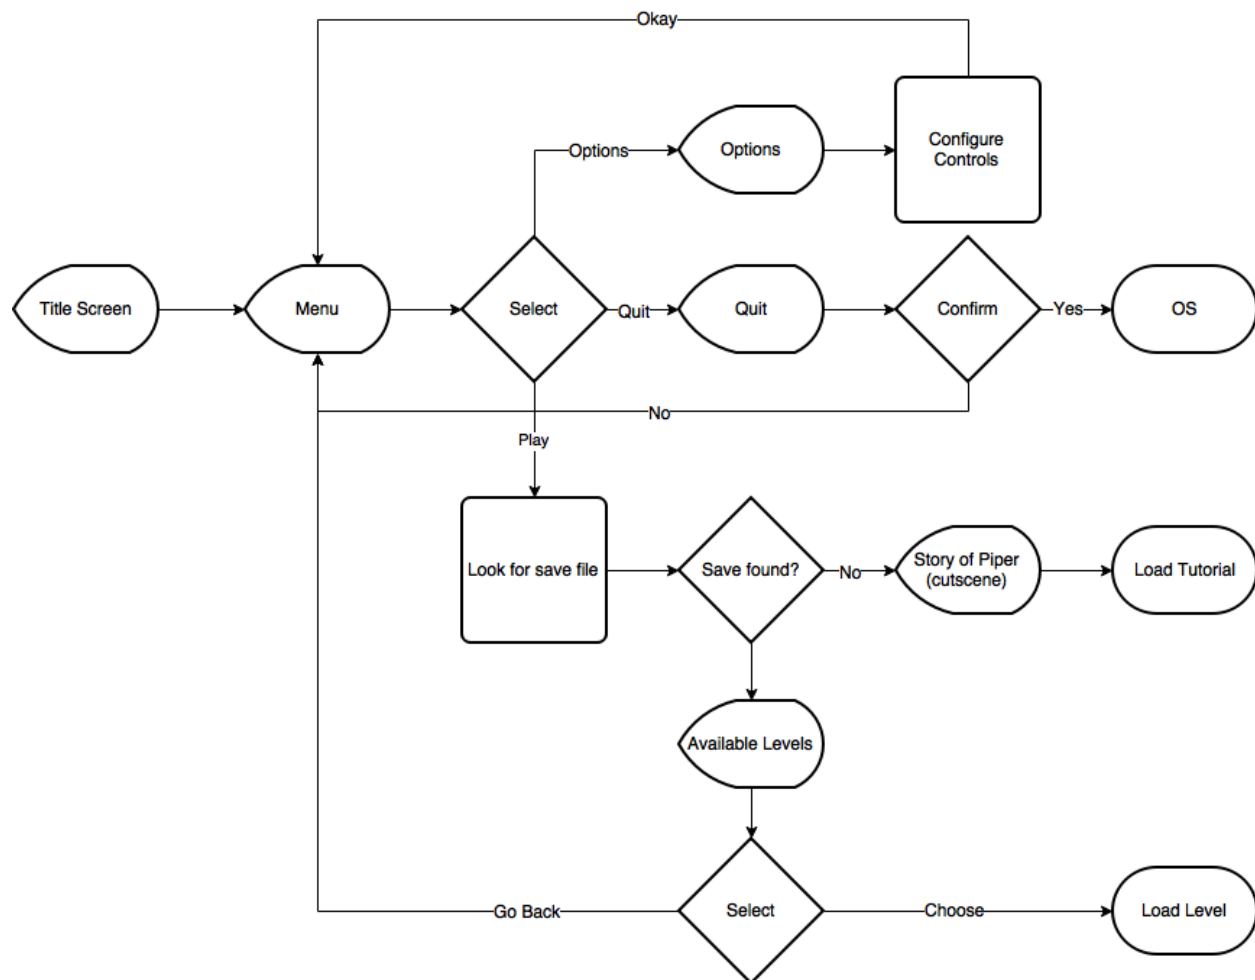 Okay
Options
Options
Configure
Controls
Title Screen
Menu
Select
Quit
Quit
Confirm
Yes
OS
No
Play
Look for save file
Save found?
No
Story of Piper
(cutscene)
Load Tutorial
Available Levels
Go Back
Select
Choose
Load Level